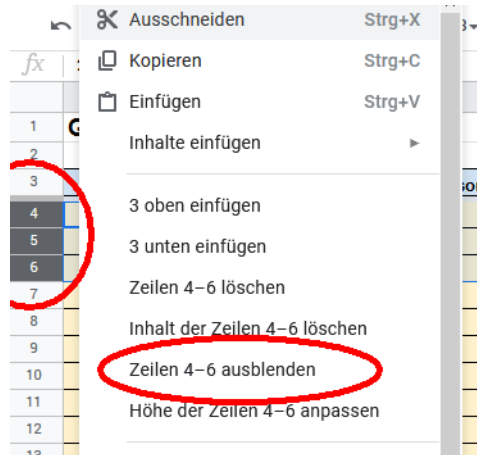 Ausschneiden Strg+X
fx Kopieren Strg+C
Einfügen Strg+V
1
Inhalte einfügen
2
3
3 oben einfügen
4
3 unten einfügen
5
6
Zeilen 4–6 löschen
7
Inhalt der Zeilen 4–6 löschen
8
9
Zeilen 4–6 ausblenden
10
Höhe der Zeilen 4–6 anpassen
11
12